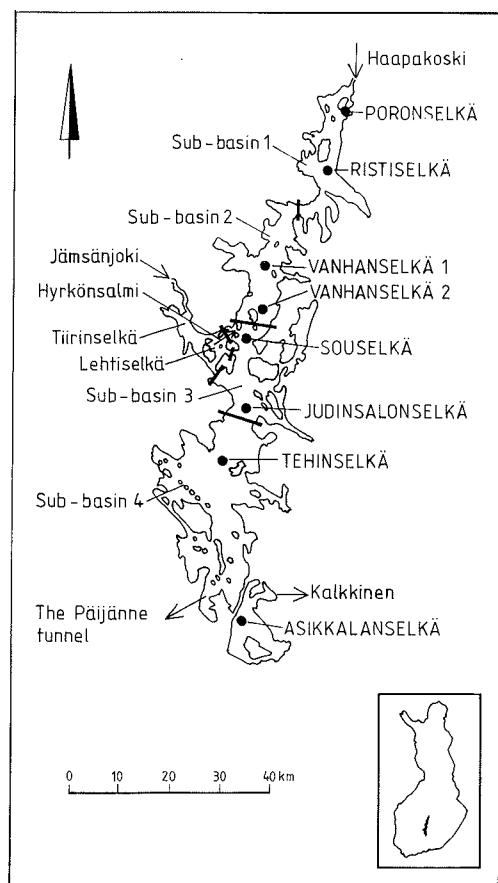 Haapakoski
PORONSELKÄ
Sub-basin 1
RISTISELKÄ
Sub-basin 2
Jämsänjoki
VANHANSELKÄ 1
Hyrkönsalmi
VANHANSELKÄ 2
Tiirinselkä
Lehtiselkä
SOUSELKÄ
Sub-basin 3
JUDINSALONSELKÄ
TEHINSELKÄ
Sub-basin 4
Kalkkinen
The Päijänne
tunnel
ASIKKALANSELKÄ
0 10 20 30 40 km